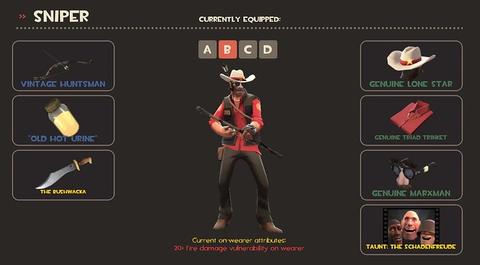 » SNIPER
CURRENTLY EQUIPPED:
A B C D
VINTAGE HUNTSMAN
"OLD HOT URINE"
THE BUSHWACKA
GENUINE LONE STAR
GENUINE TRIAD TRINKET
GENUINE MARXMAN
TAUNT: THE SCHADENFREUDE
Current on-wearer attributes:
20% fire damage vulnerability on wearer